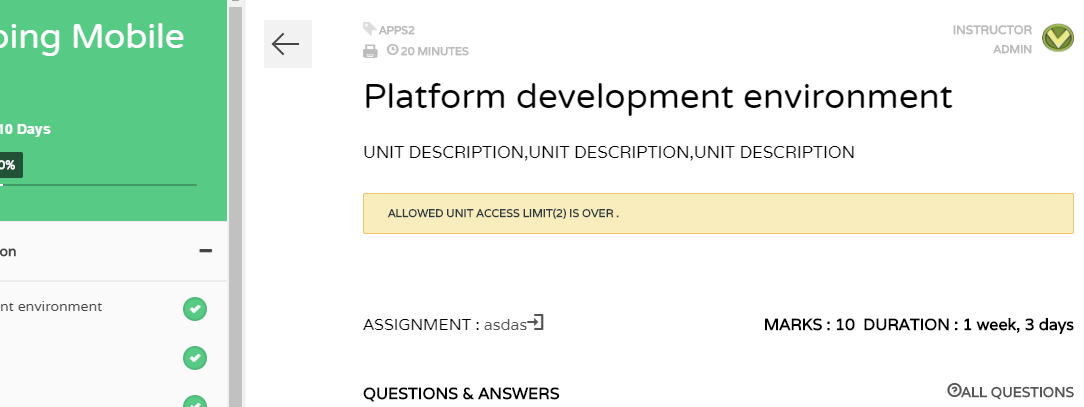 ping Mobile
10 Days
0%
on
nt environment
APPS2
20 MINUTES
INSTRUCTOR
ADMIN
Platform development environment
UNIT DESCRIPTION,UNIT DESCRIPTION,UNIT DESCRIPTION
ALLOWED UNIT ACCESS LIMIT(2) IS OVER .
ASSIGNMENT : asdas
MARKS : 10 DURATION : 1 week, 3 days
QUESTIONS & ANSWERS
ALL QUESTIONS